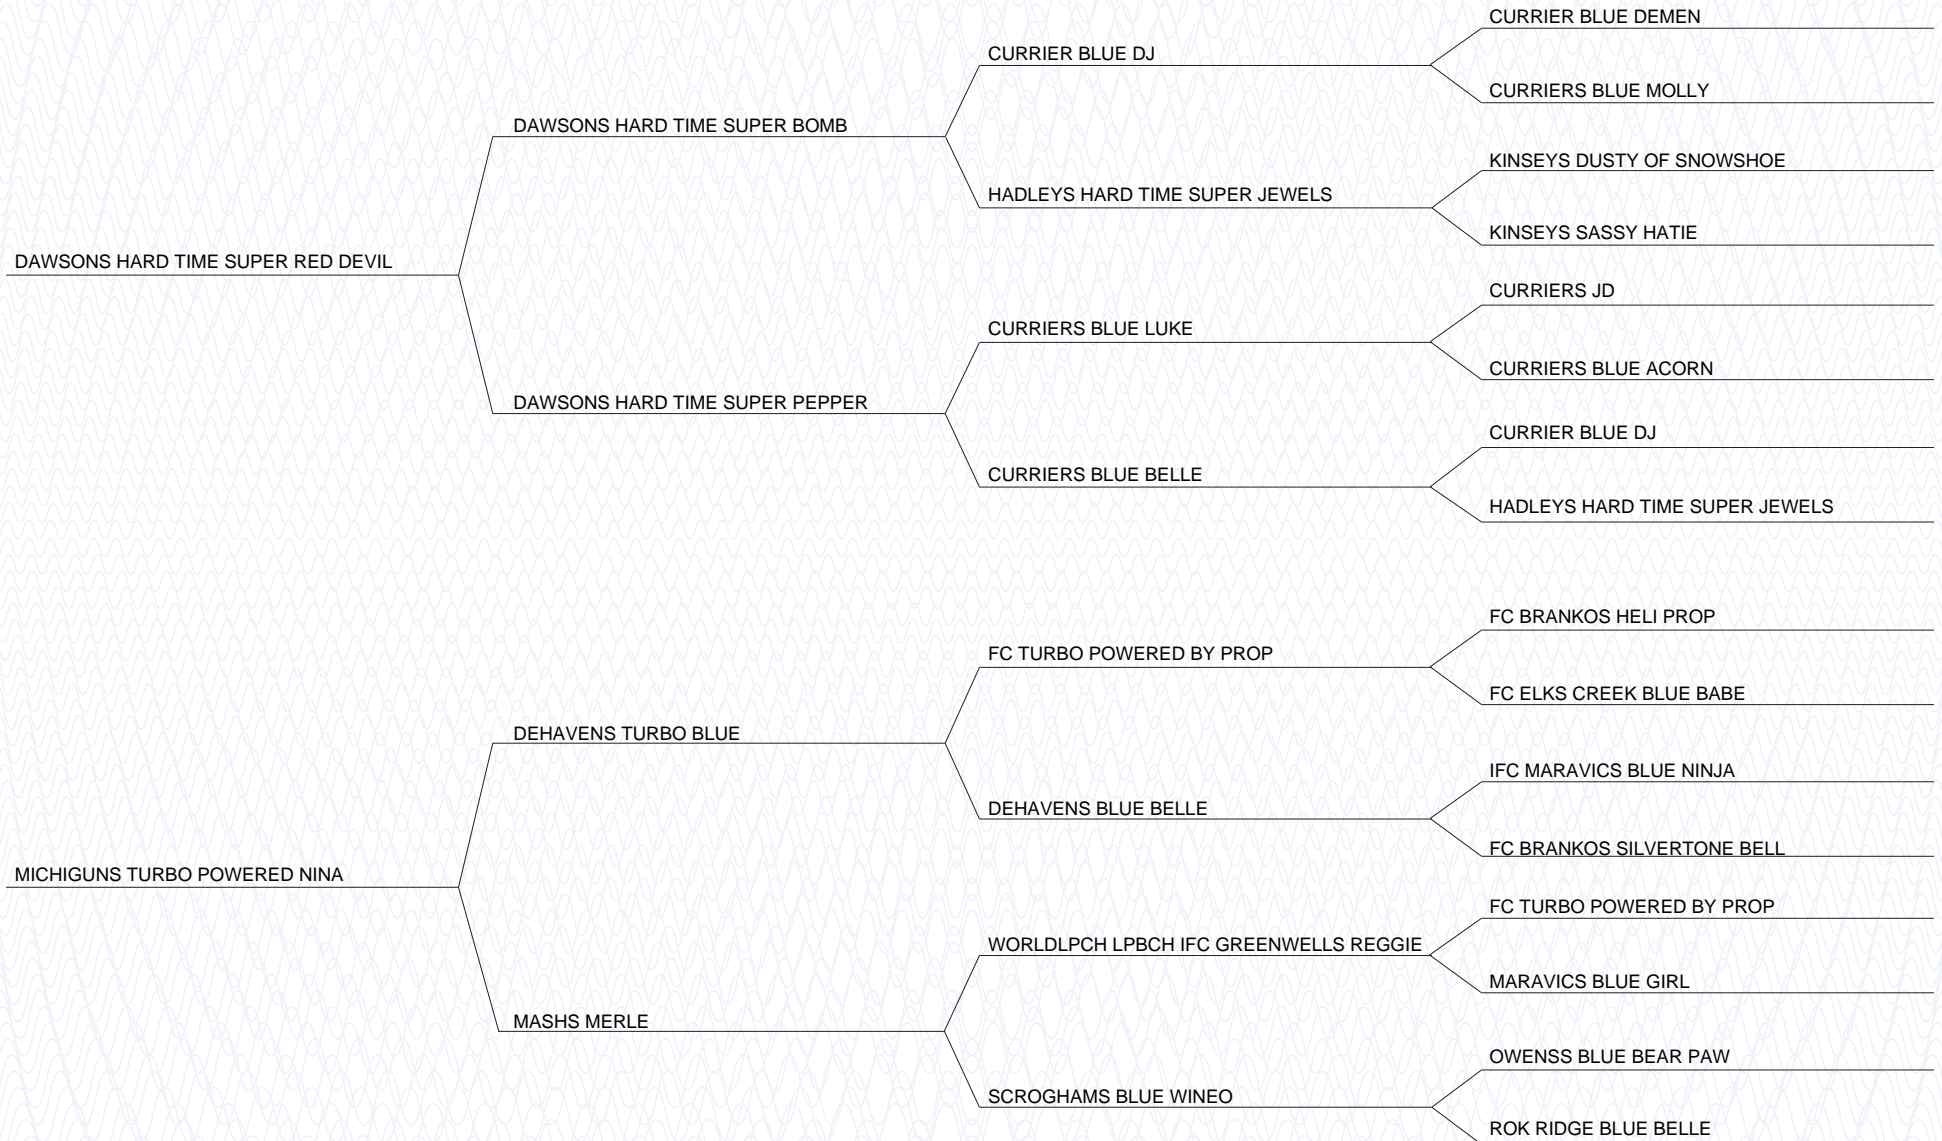 CURRIER BLUE DEMEN
CURRIER BLUE DJ
CURRIERS BLUE MOLLY
DAWSONS HARD TIME SUPER BOMB
KINSEYS DUSTY OF SNOWSHOE
HADLEYS HARD TIME SUPER JEWELS
KINSEYS SASSY HATIE
DAWSONS HARD TIME SUPER RED DEVIL
CURRIERS JD
CURRIERS BLUE LUKE
CURRIERS BLUE ACORN
DAWSONS HARD TIME SUPER PEPPER
CURRIER BLUE DJ
CURRIERS BLUE BELLE
HADLEYS HARD TIME SUPER JEWELS
FC BRANKOS HELI PROP
FC TURBO POWERED BY PROP
FC ELKS CREEK BLUE BABE
DEHAVENS TURBO BLUE
IFC MARAVICS BLUE NINJA
DEHAVENS BLUE BELLE
FC BRANKOS SILVERTONE BELL
MICHIGUNS TURBO POWERED NINA
FC TURBO POWERED BY PROP
WORLDLPCH LPBCH IFC GREENWELLS REGGIE
MARAVICS BLUE GIRL
MASHS MERLE
OWENSS BLUE BEAR PAW
SCROGHAMS BLUE WINEO
ROK RIDGE BLUE BELLE